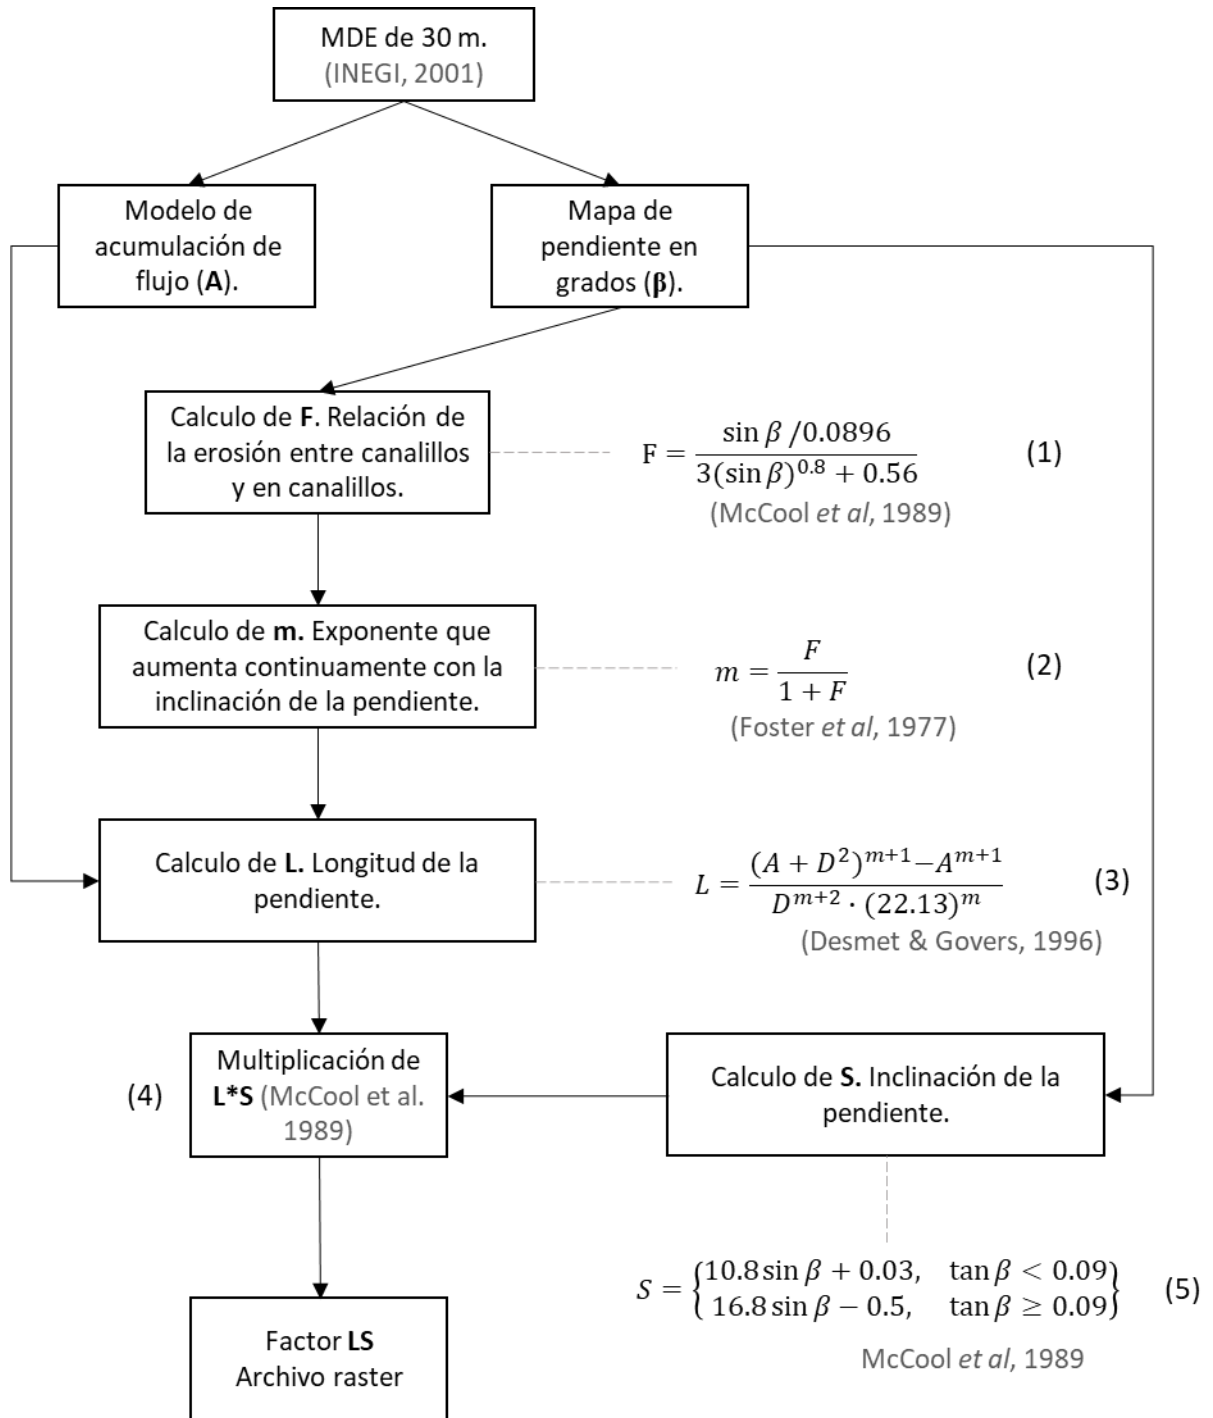 MDE de 30 m.
(INEGI, 2001)
Modelo de
acumulación de
flujo (A).
Mapa de
pendiente en
grados (β).
Calculo de F. Relación de
la erosión entre canalillos
y en canalillos.
F = \frac{\sin β /0.0896}{3(\sin β)^{0.8} + 0.56} (1)
(McCool et al, 1989)
Calculo de m. Exponente que
aumenta continuamente con la
inclinación de la pendiente.
m = \frac{F}{1 + F} (2)
(Foster et al, 1977)
Calculo de L. Longitud de la
pendiente.
L = \frac{(A + D^2)^{m+1} − A^{m+1}}{D^{m+2} · (22.13)^m} (3)
(Desmet & Govers, 1996)
(4)
Multiplicación de
L*S (McCool et al.
1989)
Calculo de S. Inclinación de la
pendiente.
S = {10.8 sin β + 0.03, tan β < 0.09
16.8 sin β − 0.5, tan β ≥ 0.09} (5)
McCool et al, 1989
Factor LS
Archivo raster